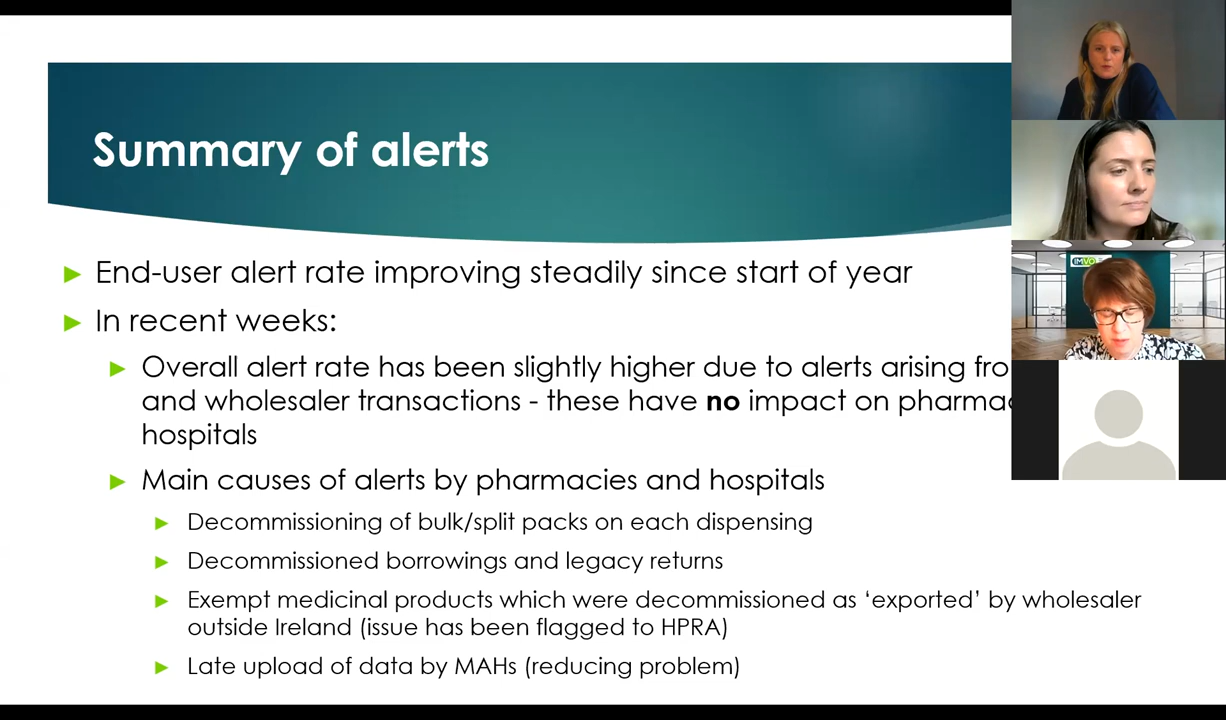 Summary of alerts
End-user alert rate improving steadily since start of year
In recent weeks:
Overall alert rate has been slightly higher due to alerts arising
and wholesaler transactions - these have no impact on
hospitals
Main causes of alerts by pharmacies and hospitals
Decommissioning of bulk/split packs on each dispensing
Decommissioned borrowings and legacy returns
Exempt medicinal products which were decommissioned as ‘exported’ by wholesaler
outside Ireland (issue has been flagged to HPRA)
Late upload of data by MAHs (reducing problem)
IMVO